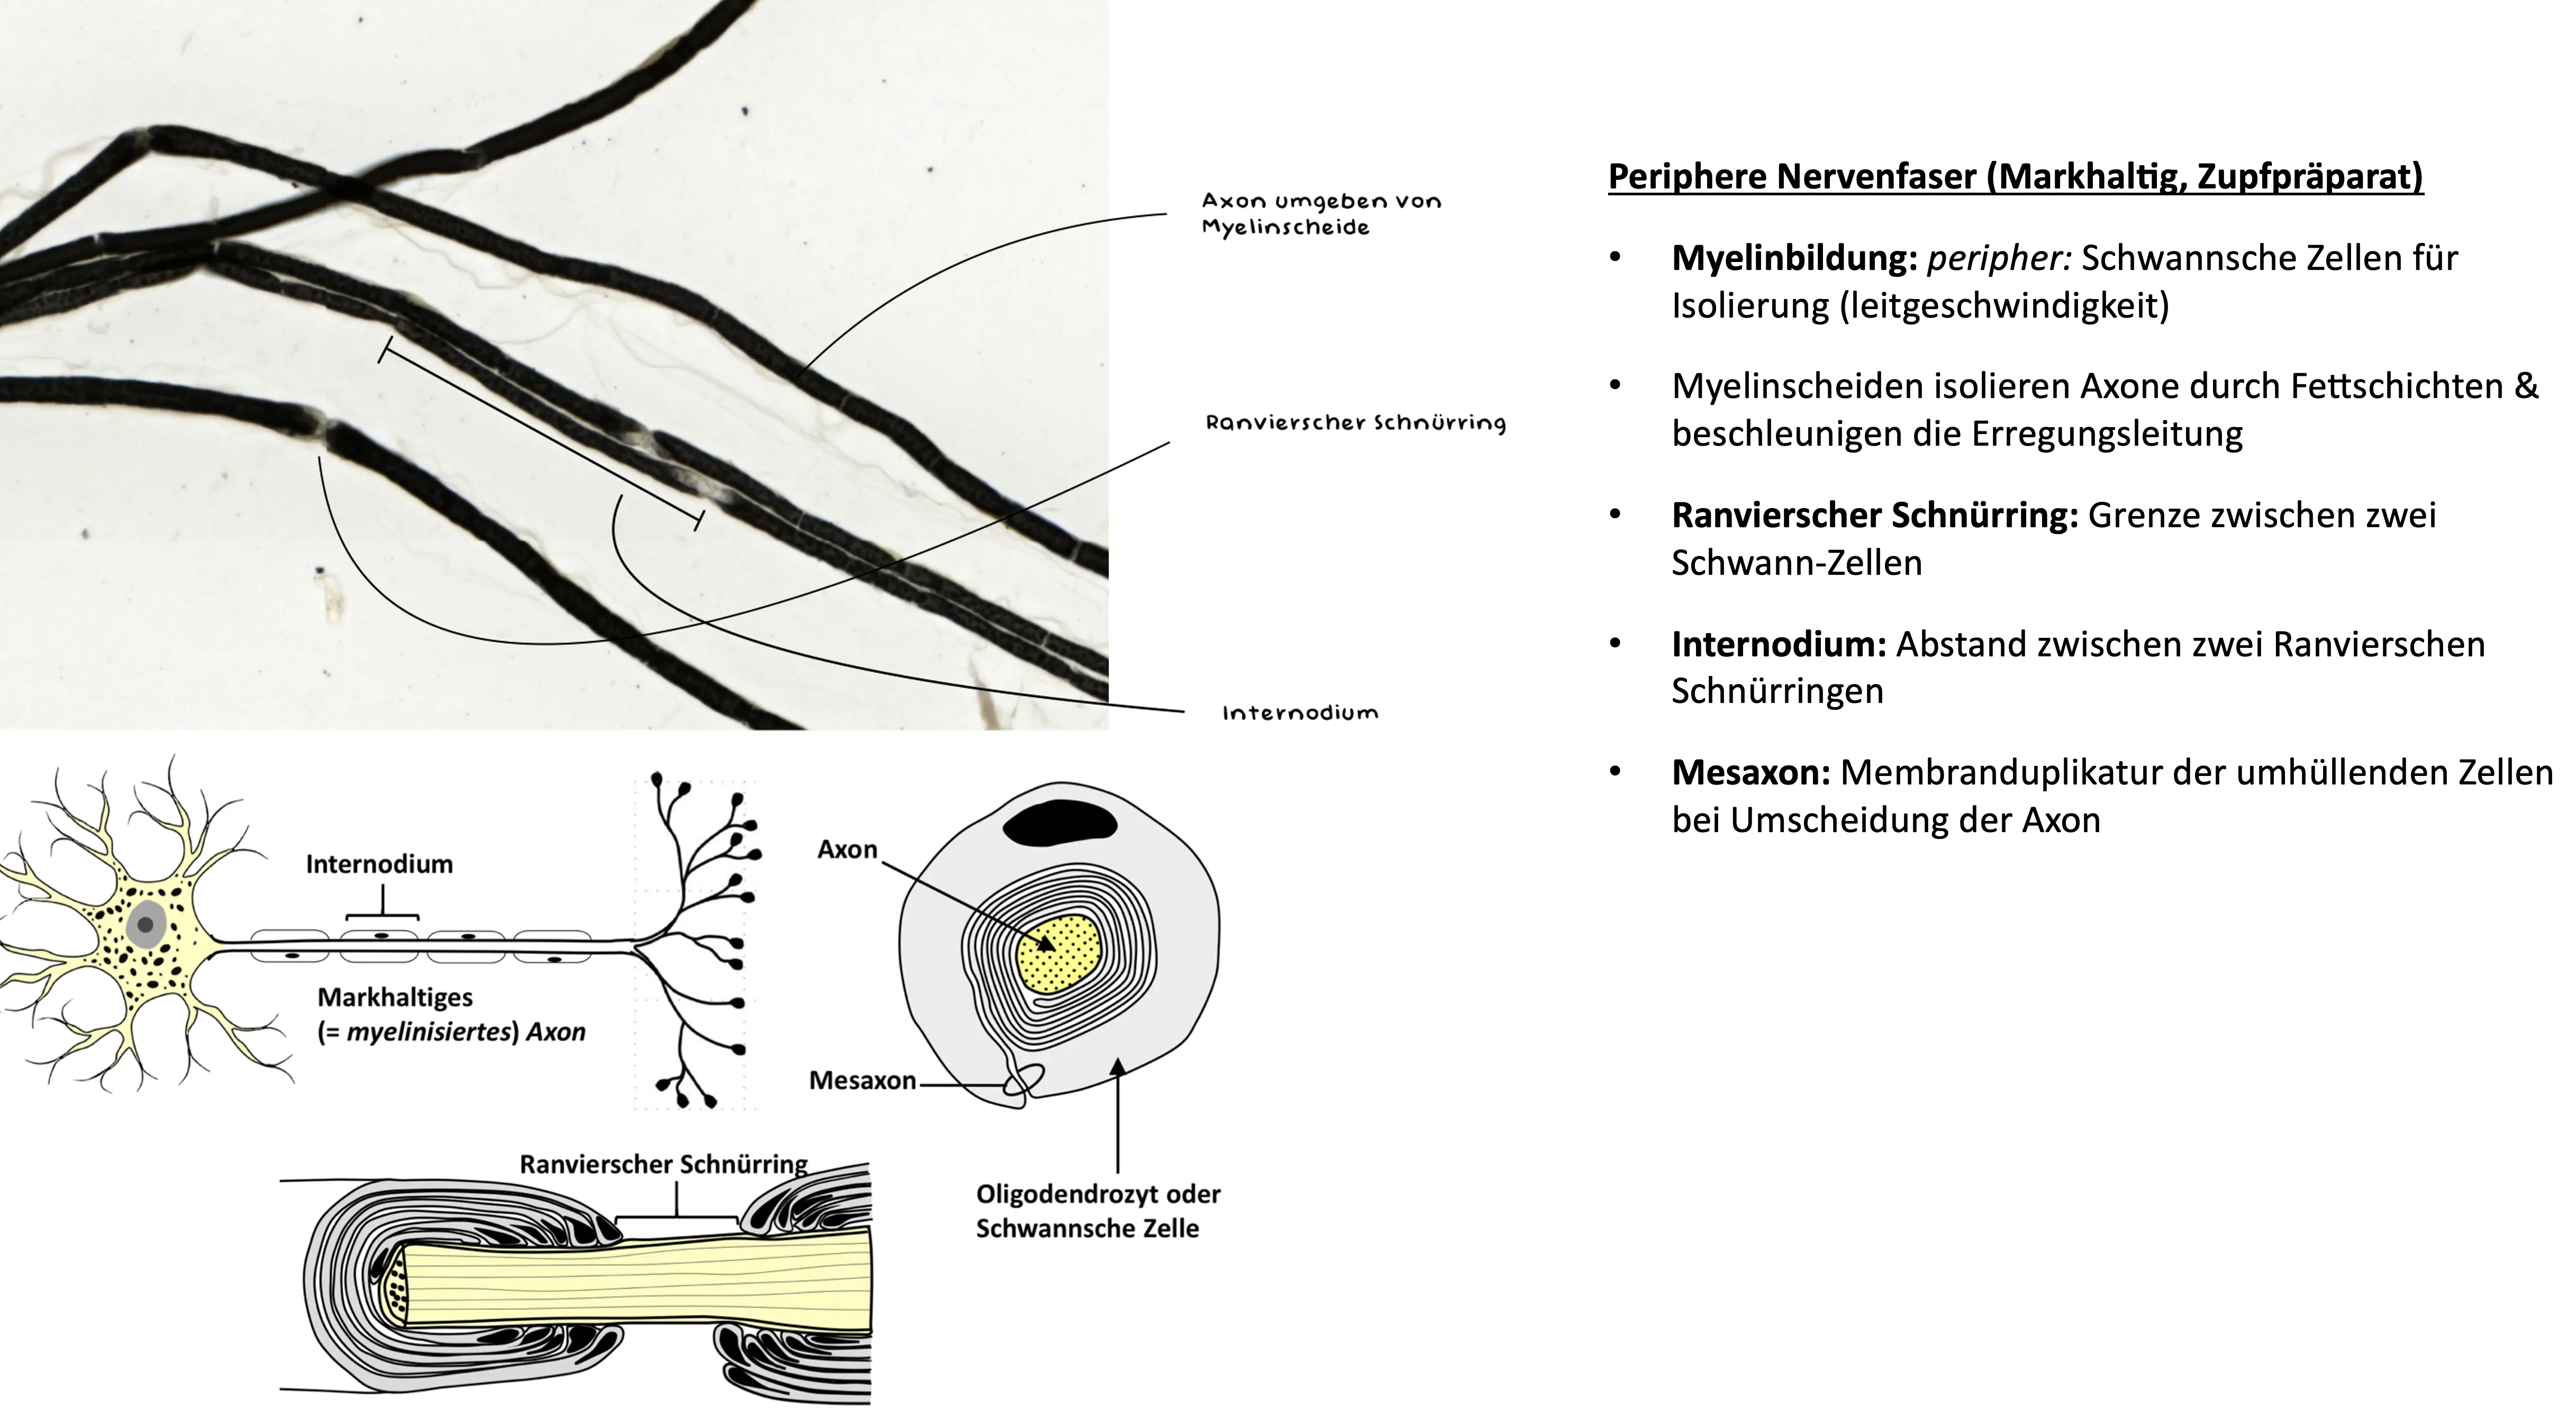 Axon umgeben von
Myelinscheide
Ranvierscher Schnürring
Internodium
Periphere Nervenfaser (Markhaltig, Zupfpräparat)
• Myelinbildung: peripher: Schwannsche Zellen für
Isolierung (leitgeschwindigkeit)
• Myelinscheiden isolieren Axone durch Fettschichten &
beschleunigen die Erregungsleitung
• Ranvierscher Schnürring: Grenze zwischen zwei
Schwann-Zellen
• Internodium: Abstand zwischen zwei Ranvierschen
Schnürringen
• Mesaxon: Membranduplikatur der umhüllenden Zellen
bei Umscheidung der Axon
Internodium
Markhaltiges
(= myelinisiertes) Axon
Axon
Mesaxon
Oligodendrozyt oder
Schwannsche Zelle
Ranvierscher Schnürring